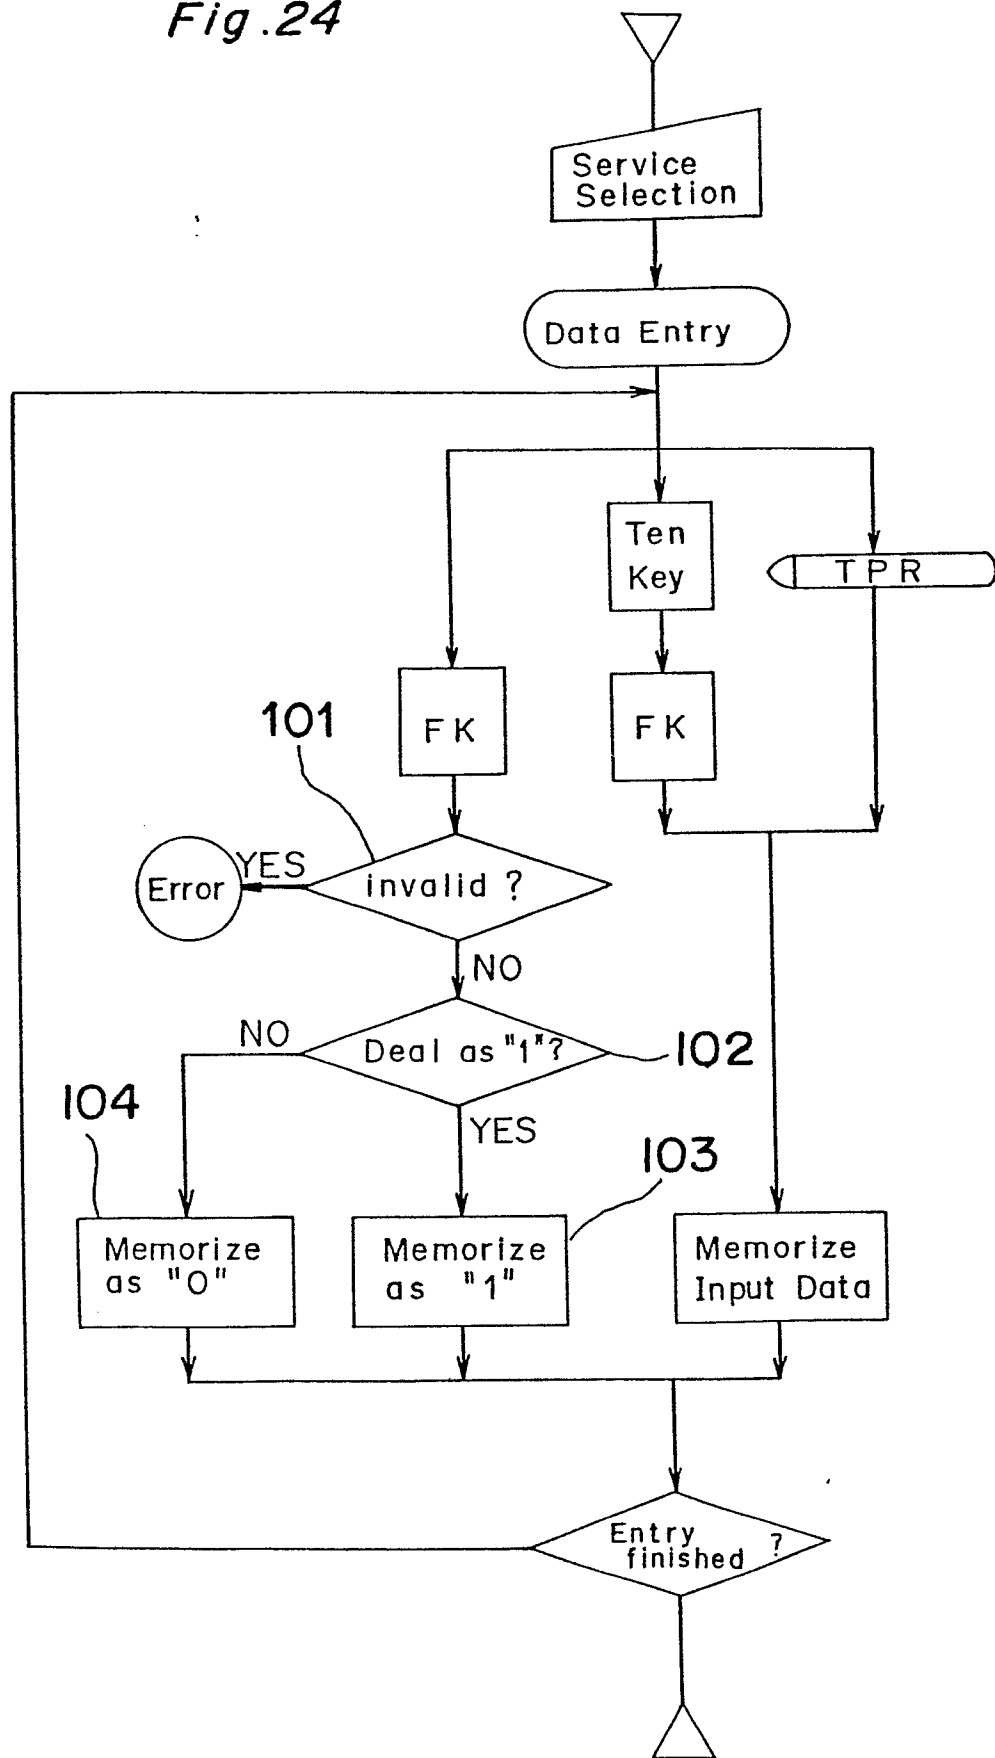 Fig.24
Service
Selection
Data Entry
Ten
Key
TPR
FK
FK
101
invalid ?
YES
Error
NO
Deal as "1"?
102
NO
YES
104
103
Memorize
as "0"
Memorize
as "1"
Memorize
Input Data
Entry
finished ?